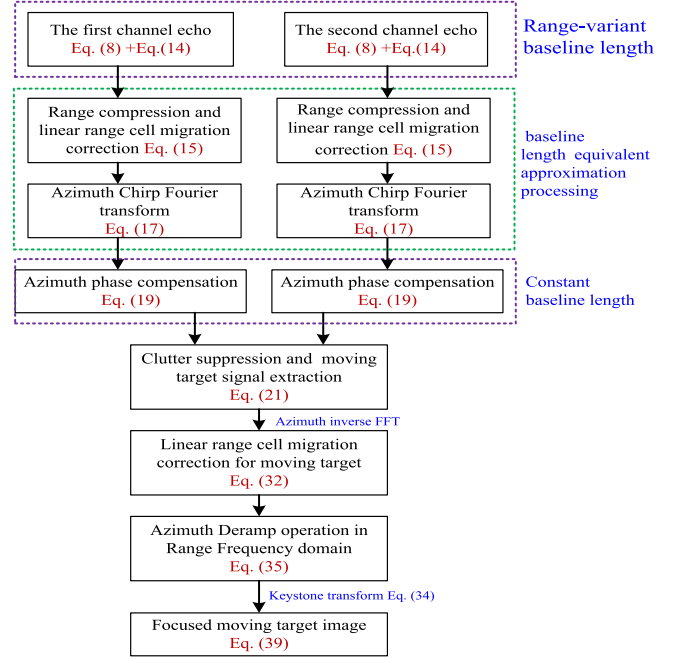 The first channel echo
Eq. (8) +Eq.(14)
The second channel echo
Eq. (8) +Eq.(14)
Range-variant
baseline length
Range compression and
linear range cell migration
correction Eq. (15)
Range compression and
linear range cell migration
correction Eq. (15)
baseline
length equivalent
approximation
processing
Azimuth Chirp Fourier
transform
Eq. (17)
Azimuth Chirp Fourier
transform
Eq. (17)
Azimuth phase compensation
Eq. (19)
Azimuth phase compensation
Eq. (19)
Constant
baseline length
Clutter suppression and moving
target signal extraction
Eq. (21)
Azimuth inverse FFT
Linear range cell migration
correction for moving target
Eq. (32)
Azimuth Deramp operation in
Range Frequency domain
Eq. (35)
Keystone transform Eq. (34)
Focused moving target image
Eq. (39)